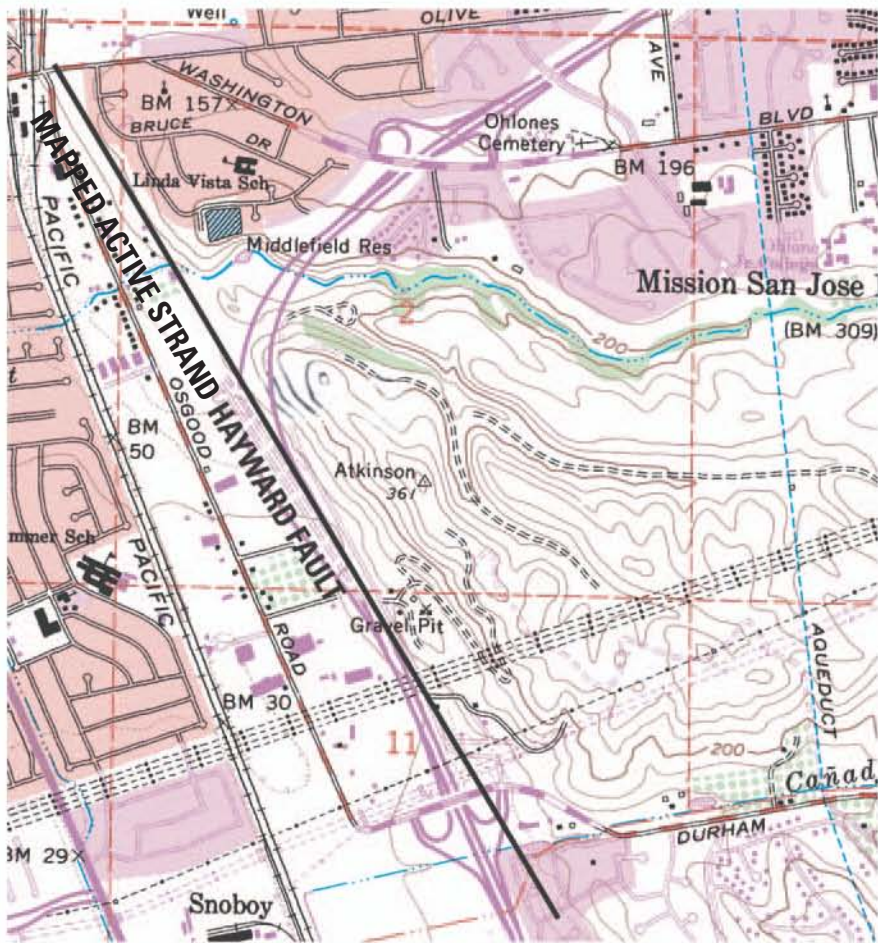 Well
OLIVE
WASHINGTON
AVE
BM 157
BRUCE
DR
Ohlones
Cemetery
BLVD
BM 196
MAPPED ACTIVE STRAND HAYWARD FAULT
Linda Vista Sch
PACIFIC
Middlefield Res
Mission San Jose
2
200
(BM 309)
OSGOOD
BM
50
Atkinson
361
mmer Sch
PACIFIC
Gravel Pit
ROAD
AQUEDUCT
BM 30
11
200
Cañad
DURHAM
BM 29
Snoboy